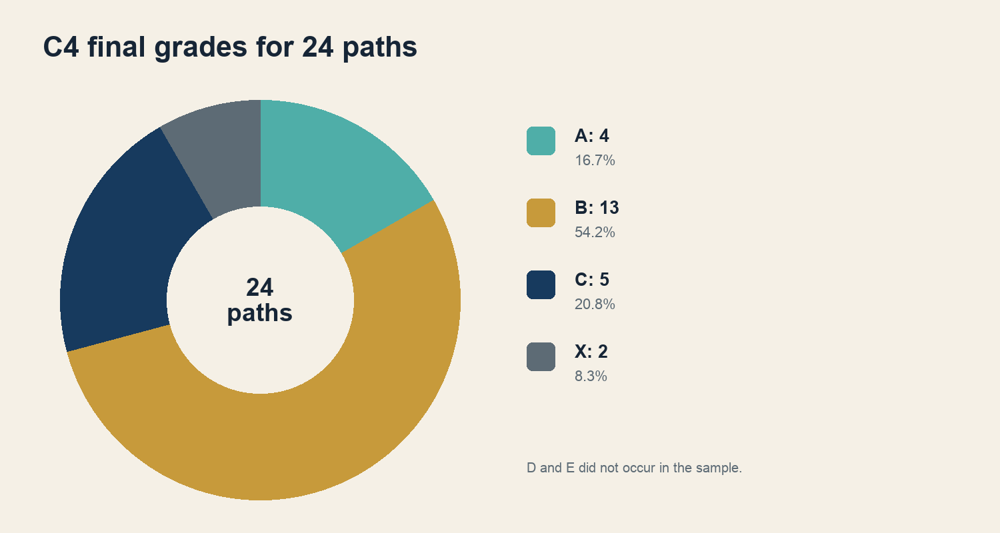 C4 final grades for 24 paths
24
paths
A: 4
16.7%
B: 13
54.2%
C: 5
20.8%
X: 2
8.3%
D and E did not occur in the sample.